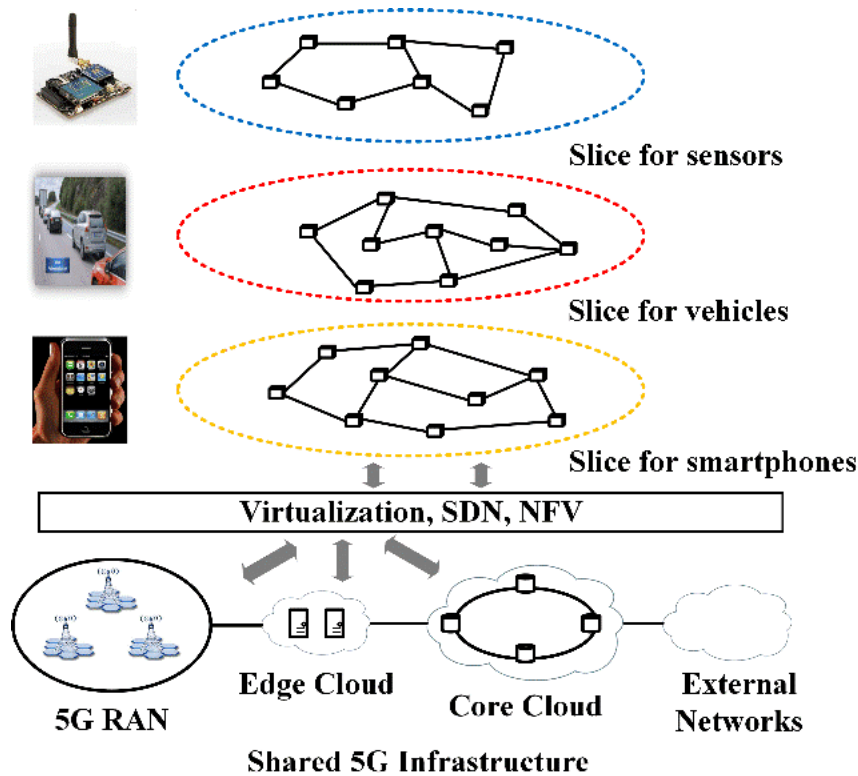 Slice for sensors
Slice for vehicles
Slice for smartphones
Virtualization, SDN, NFV
Edge Cloud
Core Cloud
External
Networks
5G RAN
Shared 5G Infrastructure